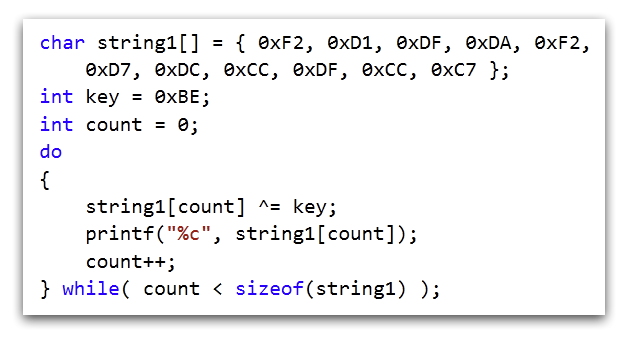 char string1[] = { 0xF2, 0xD1, 0xDF, 0xDA, 0xF2,
    0xD7, 0xDC, 0xCC, 0xDF, 0xCC, 0xC7 };
int key = 0xBE;
int count = 0;
do
{
    string1[count] ^= key;
    printf("%c", string1[count]);
    count++;
} while( count < sizeof(string1) );